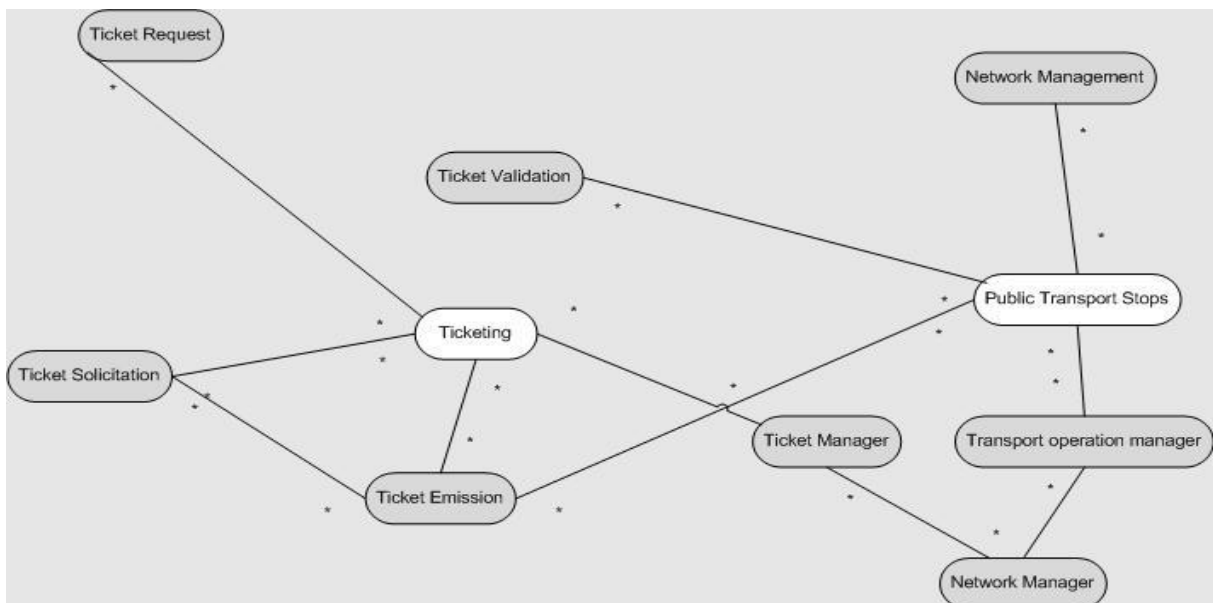 Ticket Request
Network Management
*
*
Ticket Validation
*
*
Public Transport Stops
*
*
*
Ticketing
*
*
*
*
Ticket Solicitation
*
*
*
*
*
Ticket Manager
Transport operation manager
*
Ticket Emission
*
*
*
*
*
Network Manager